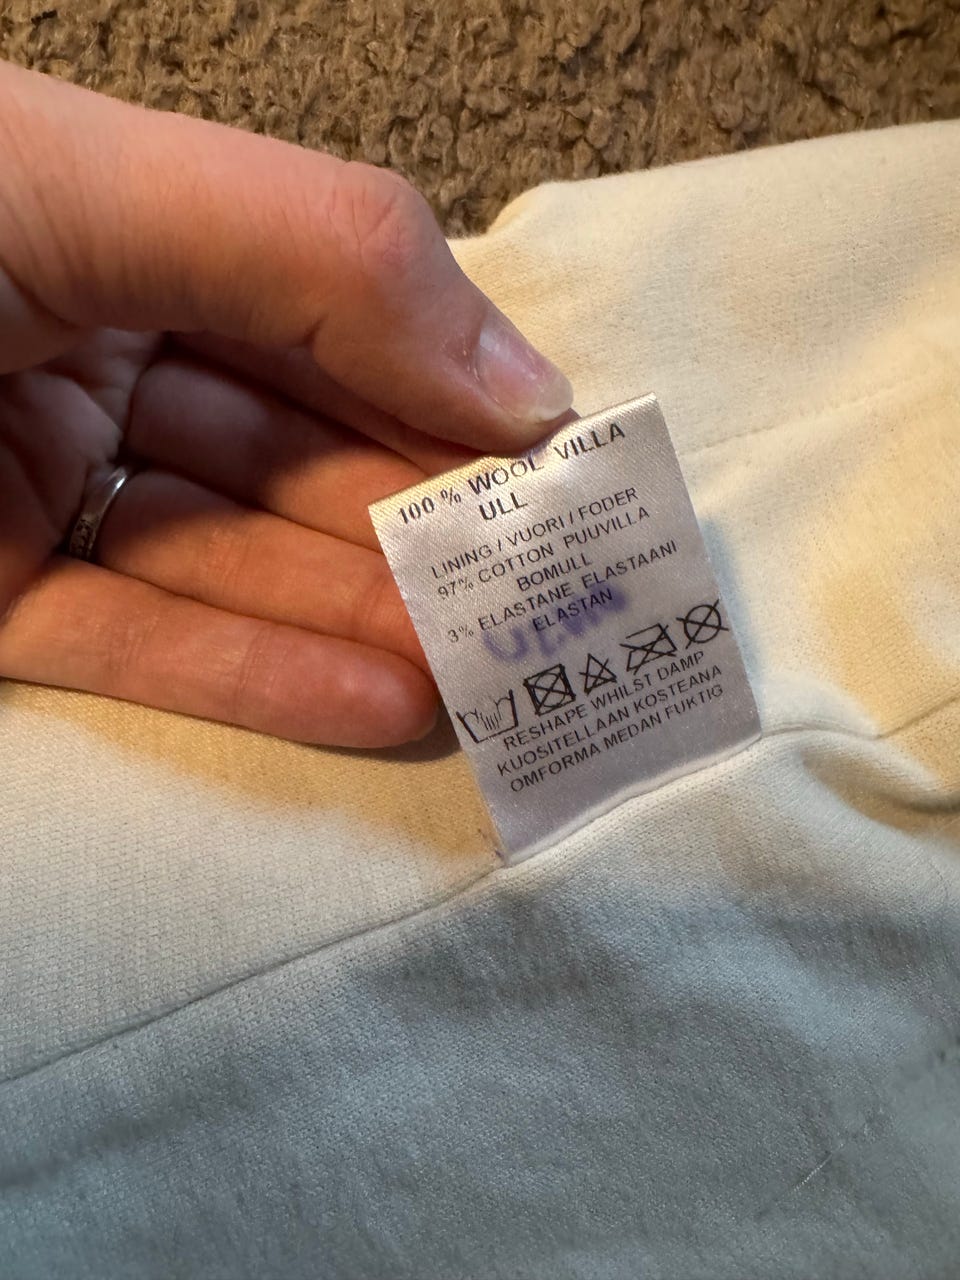 100 % WOOL VILLA
ULL
LINING / VUORI / FODER
97% COTTON PUUVILLA
BOMULL
3% ELASTANE ELASTAANI
ELASTAN
RESHAPE WHILST DAMP
KUOSITELLAAN KOSTEANA
OMFORMA MEDAN FUKTIG